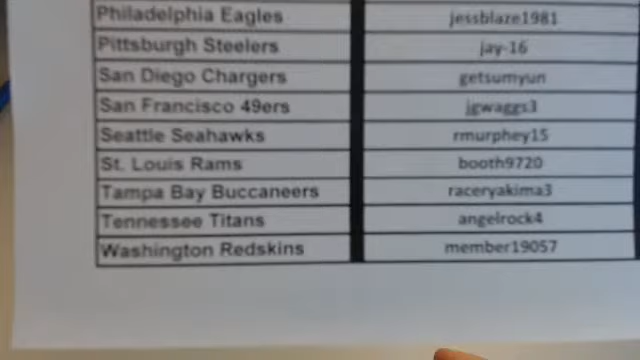 Philadelphia Eagles jessblaze1981
Pittsburgh Steelers jay-16
San Diego Chargers getsumyun
San Francisco 49ers jgwaggs3
Seattle Seahawks rmurphey15
St. Louis Rams booth9720
Tampa Bay Buccaneers raceryakima3
Tennessee Titans angelrock4
Washington Redskins member19057